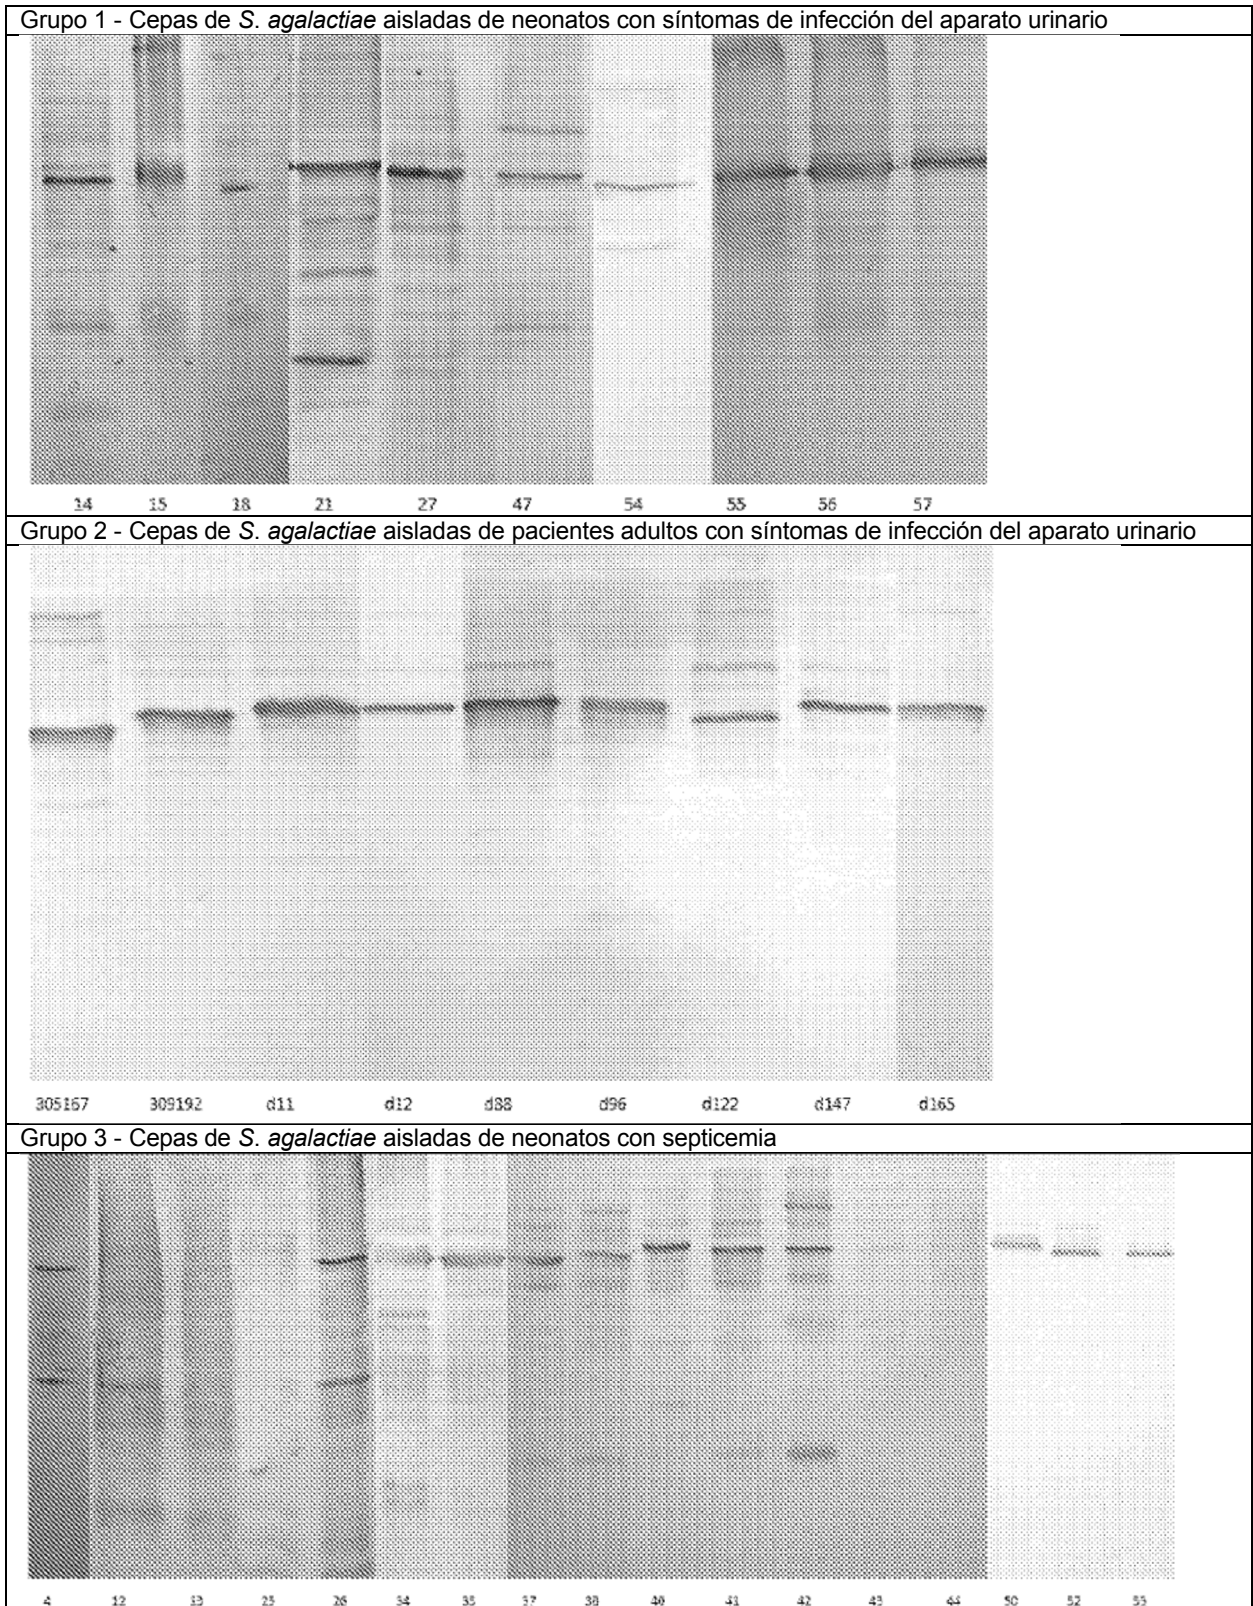 Grupo 1 - Cepas de S. agalactiae aisladas de neonatos con síntomas de infección del aparato urinario
14 15 18 21 27 47 54 55 56 57
Grupo 2 - Cepas de S. agalactiae aisladas de pacientes adultos con síntomas de infección del aparato urinario
305167 309192 d11 d12 d88 d96 d122 d147 d165
Grupo 3 - Cepas de S. agalactiae aisladas de neonatos con septicemia
4 12 25 26 34 35 37 38 40 41 42 43 44 50 52